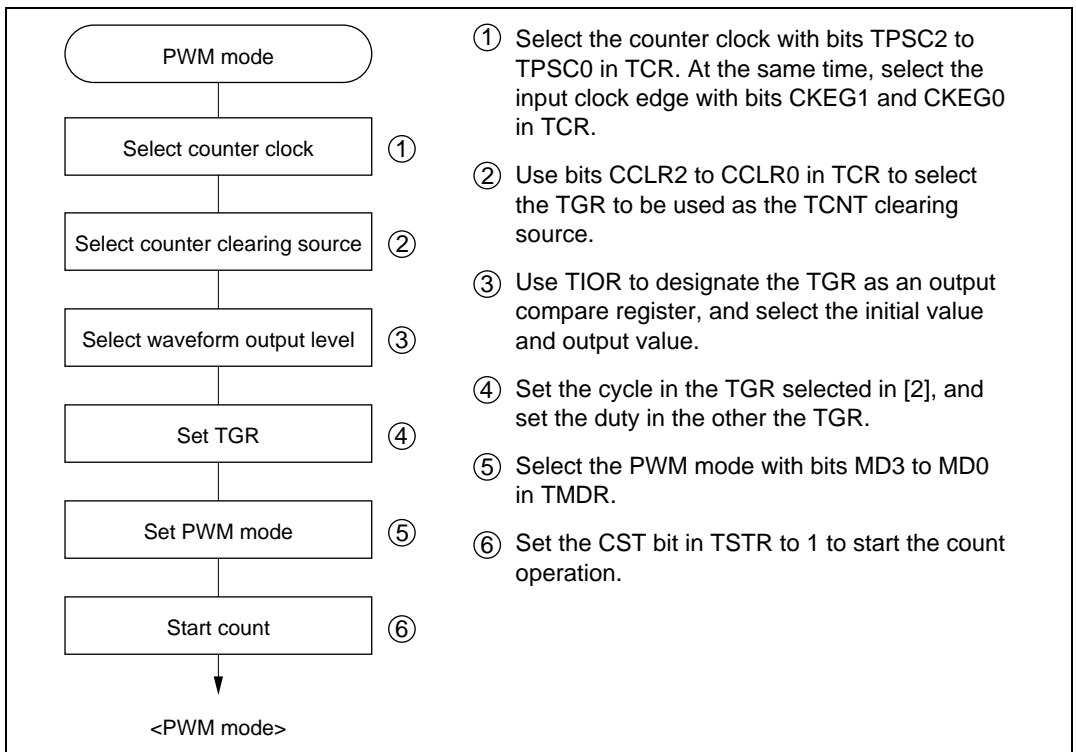 PWM mode
Select counter clock
①
Select counter clearing source
②
Select waveform output level
③
Set TGR
④
Set PWM mode
⑤
Start count
⑥
<PWM mode>
① Select the counter clock with bits TPSC2 to
TPSC0 in TCR. At the same time, select the
input clock edge with bits CKEG1 and CKEG0
in TCR.
② Use bits CCLR2 to CCLR0 in TCR to select
the TGR to be used as the TCNT clearing
source.
③ Use TIOR to designate the TGR as an output
compare register, and select the initial value
and output value.
④ Set the cycle in the TGR selected in [2], and
set the duty in the other the TGR.
⑤ Select the PWM mode with bits MD3 to MD0
in TMDR.
⑥ Set the CST bit in TSTR to 1 to start the count
operation.